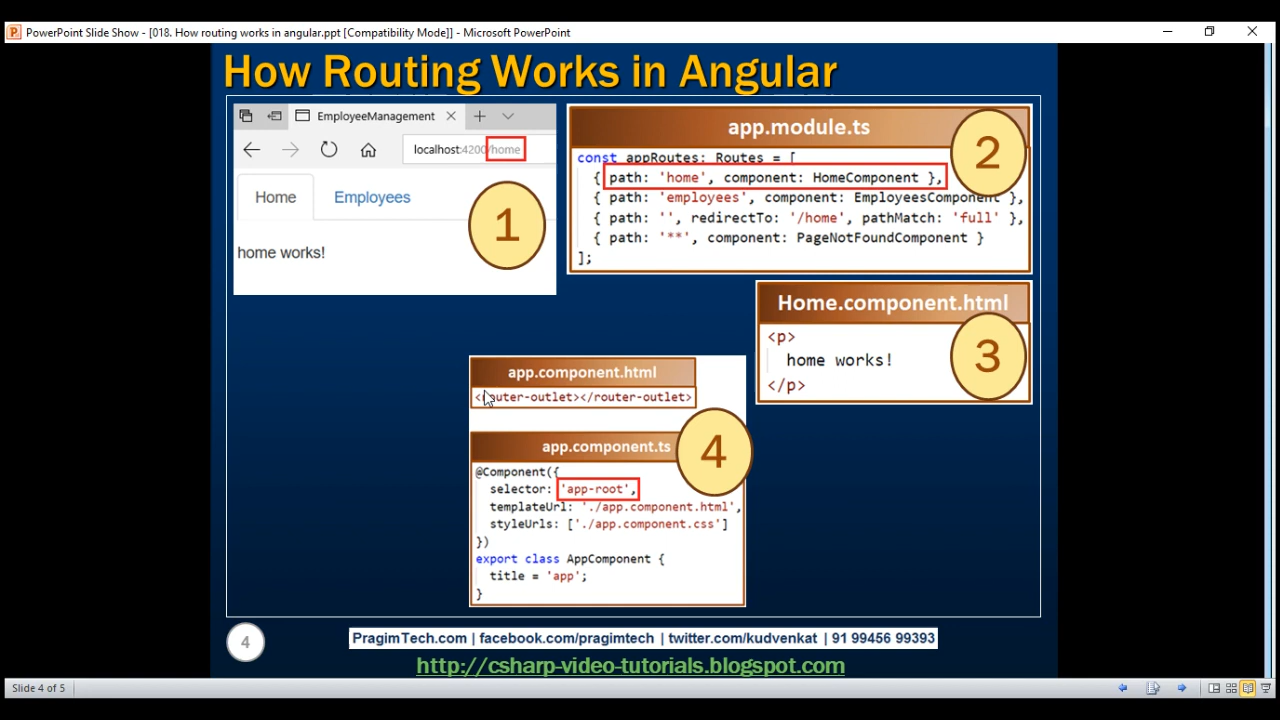 PowerPoint Slide Show - [018. How routing works in angular.ppt [Compatibility Mode]] - Microsoft PowerPoint
How Routing Works in Angular
EmployeeManagement
localhost:4200/home
Home Employees
home works!
1
app.module.ts
const appRoutes: Routes = [
{ path: 'home', component: HomeComponent },
{ path: 'employees', component: EmployeesComponent },
{ path: '', redirectTo: '/home', pathMatch: 'full' },
{ path: '**', component: PageNotFoundComponent }
];
2
Home.component.html
<p>
home works!
</p>
3
app.component.html
<router-outlet></router-outlet>
app.component.ts
@Component({
selector: 'app-root',
templateUrl: './app.component.html',
styleUrls: ['./app.component.css']
})
export class AppComponent {
title = 'app';
}
4
4
PragimTech.com | facebook.com/pragimtech | twitter.com/kudvenkat | 91 99456 99393
http://csharp-video-tutorials.blogspot.com
Slide 4 of 5